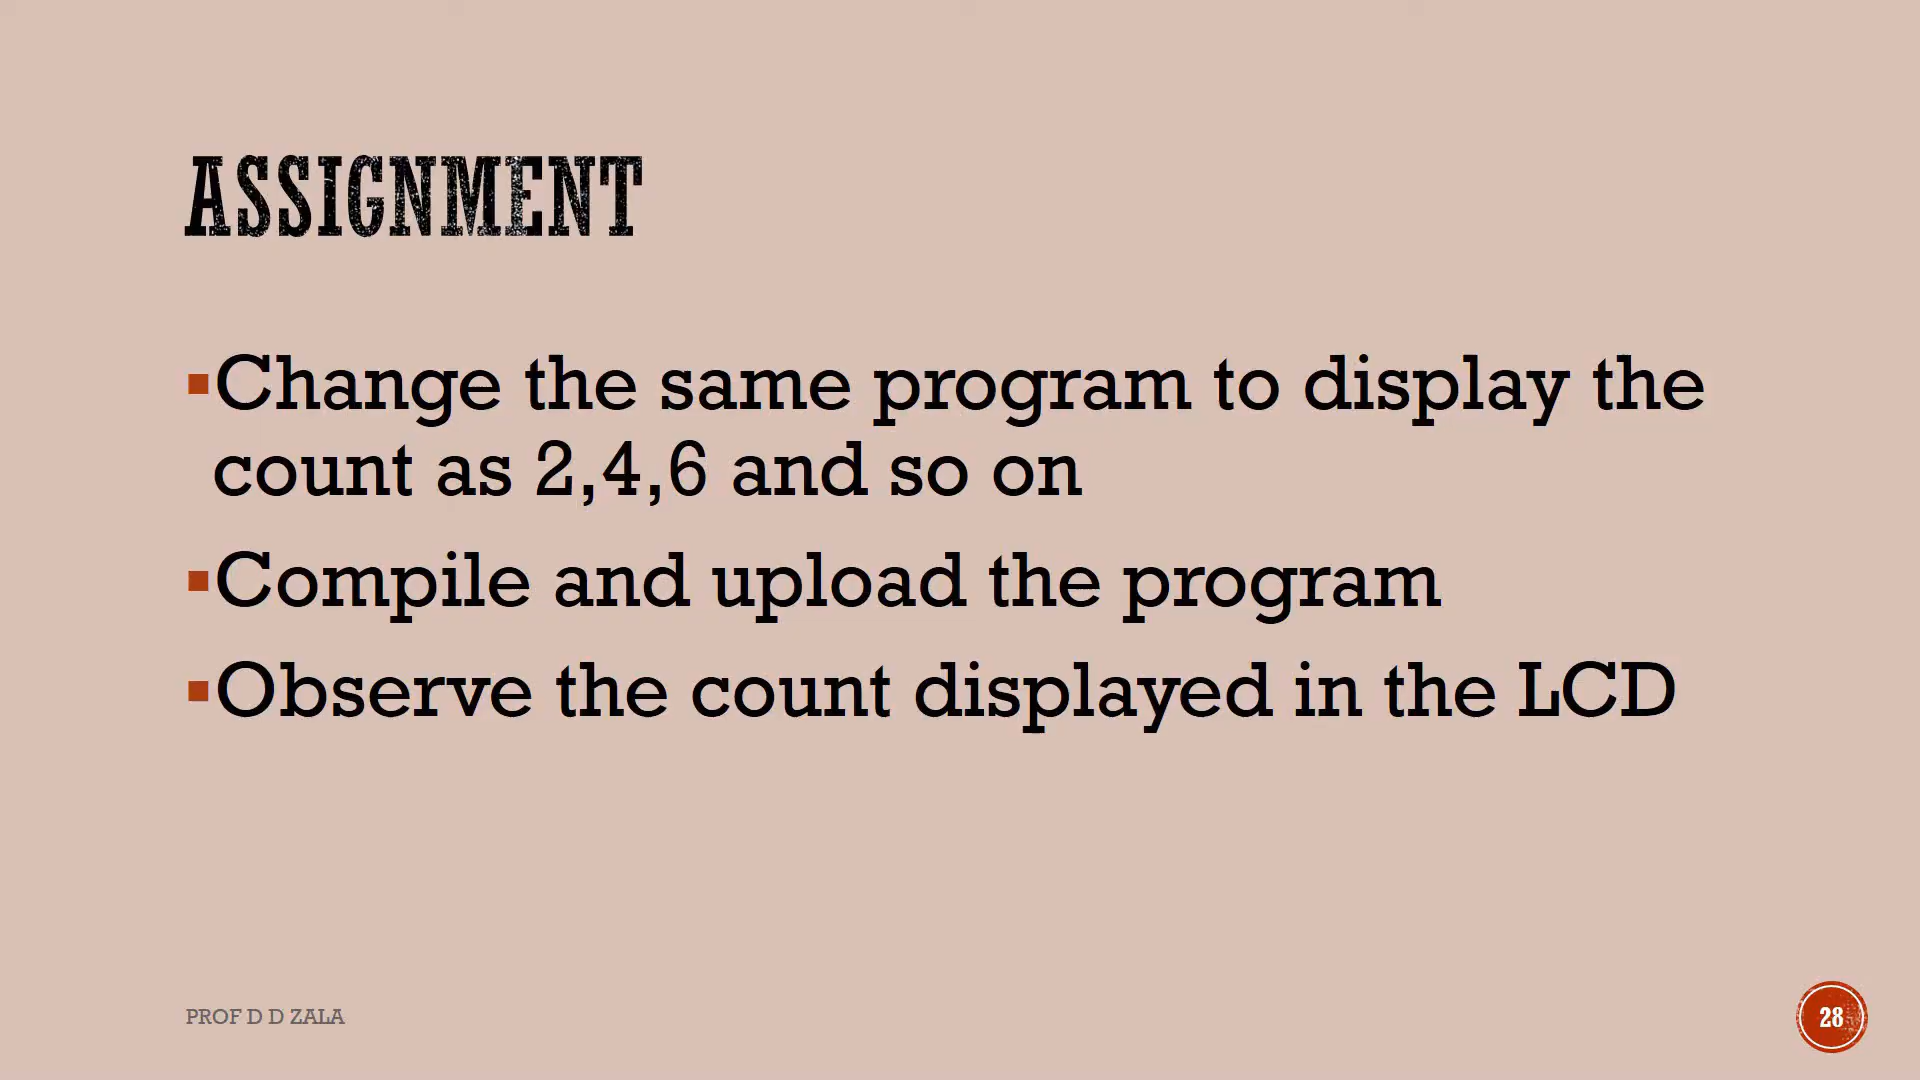 ASSIGNMENT
▪Change the same program to display the
count as 2,4,6 and so on
▪Compile and upload the program
▪Observe the count displayed in the LCD
PROF D D ZALA
28